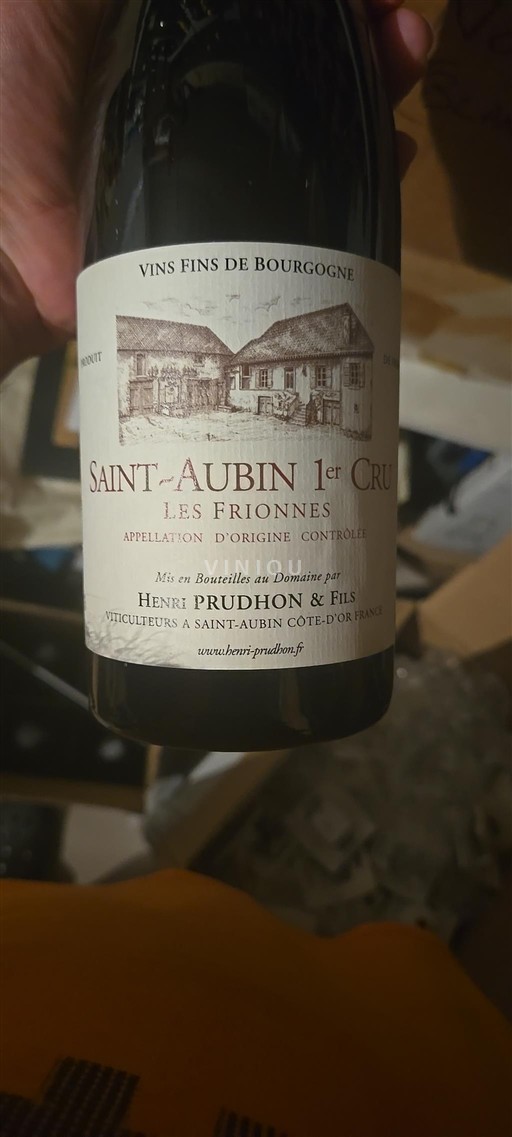 VINS FINS DE BOURGOGNE
PRODUIT
SAINT-AUBIN 1er CRU
LES FRIONNES
APPELLATION D'ORIGINE CONTRÔLÉE
VINIOU
Mis en Bouteilles au Domaine par
HENRI PRUDHON & FILS
VITICULTEURS A SAINT-AUBIN CÔTE-D'OR FRANCE
www.henri-prudhon.fr